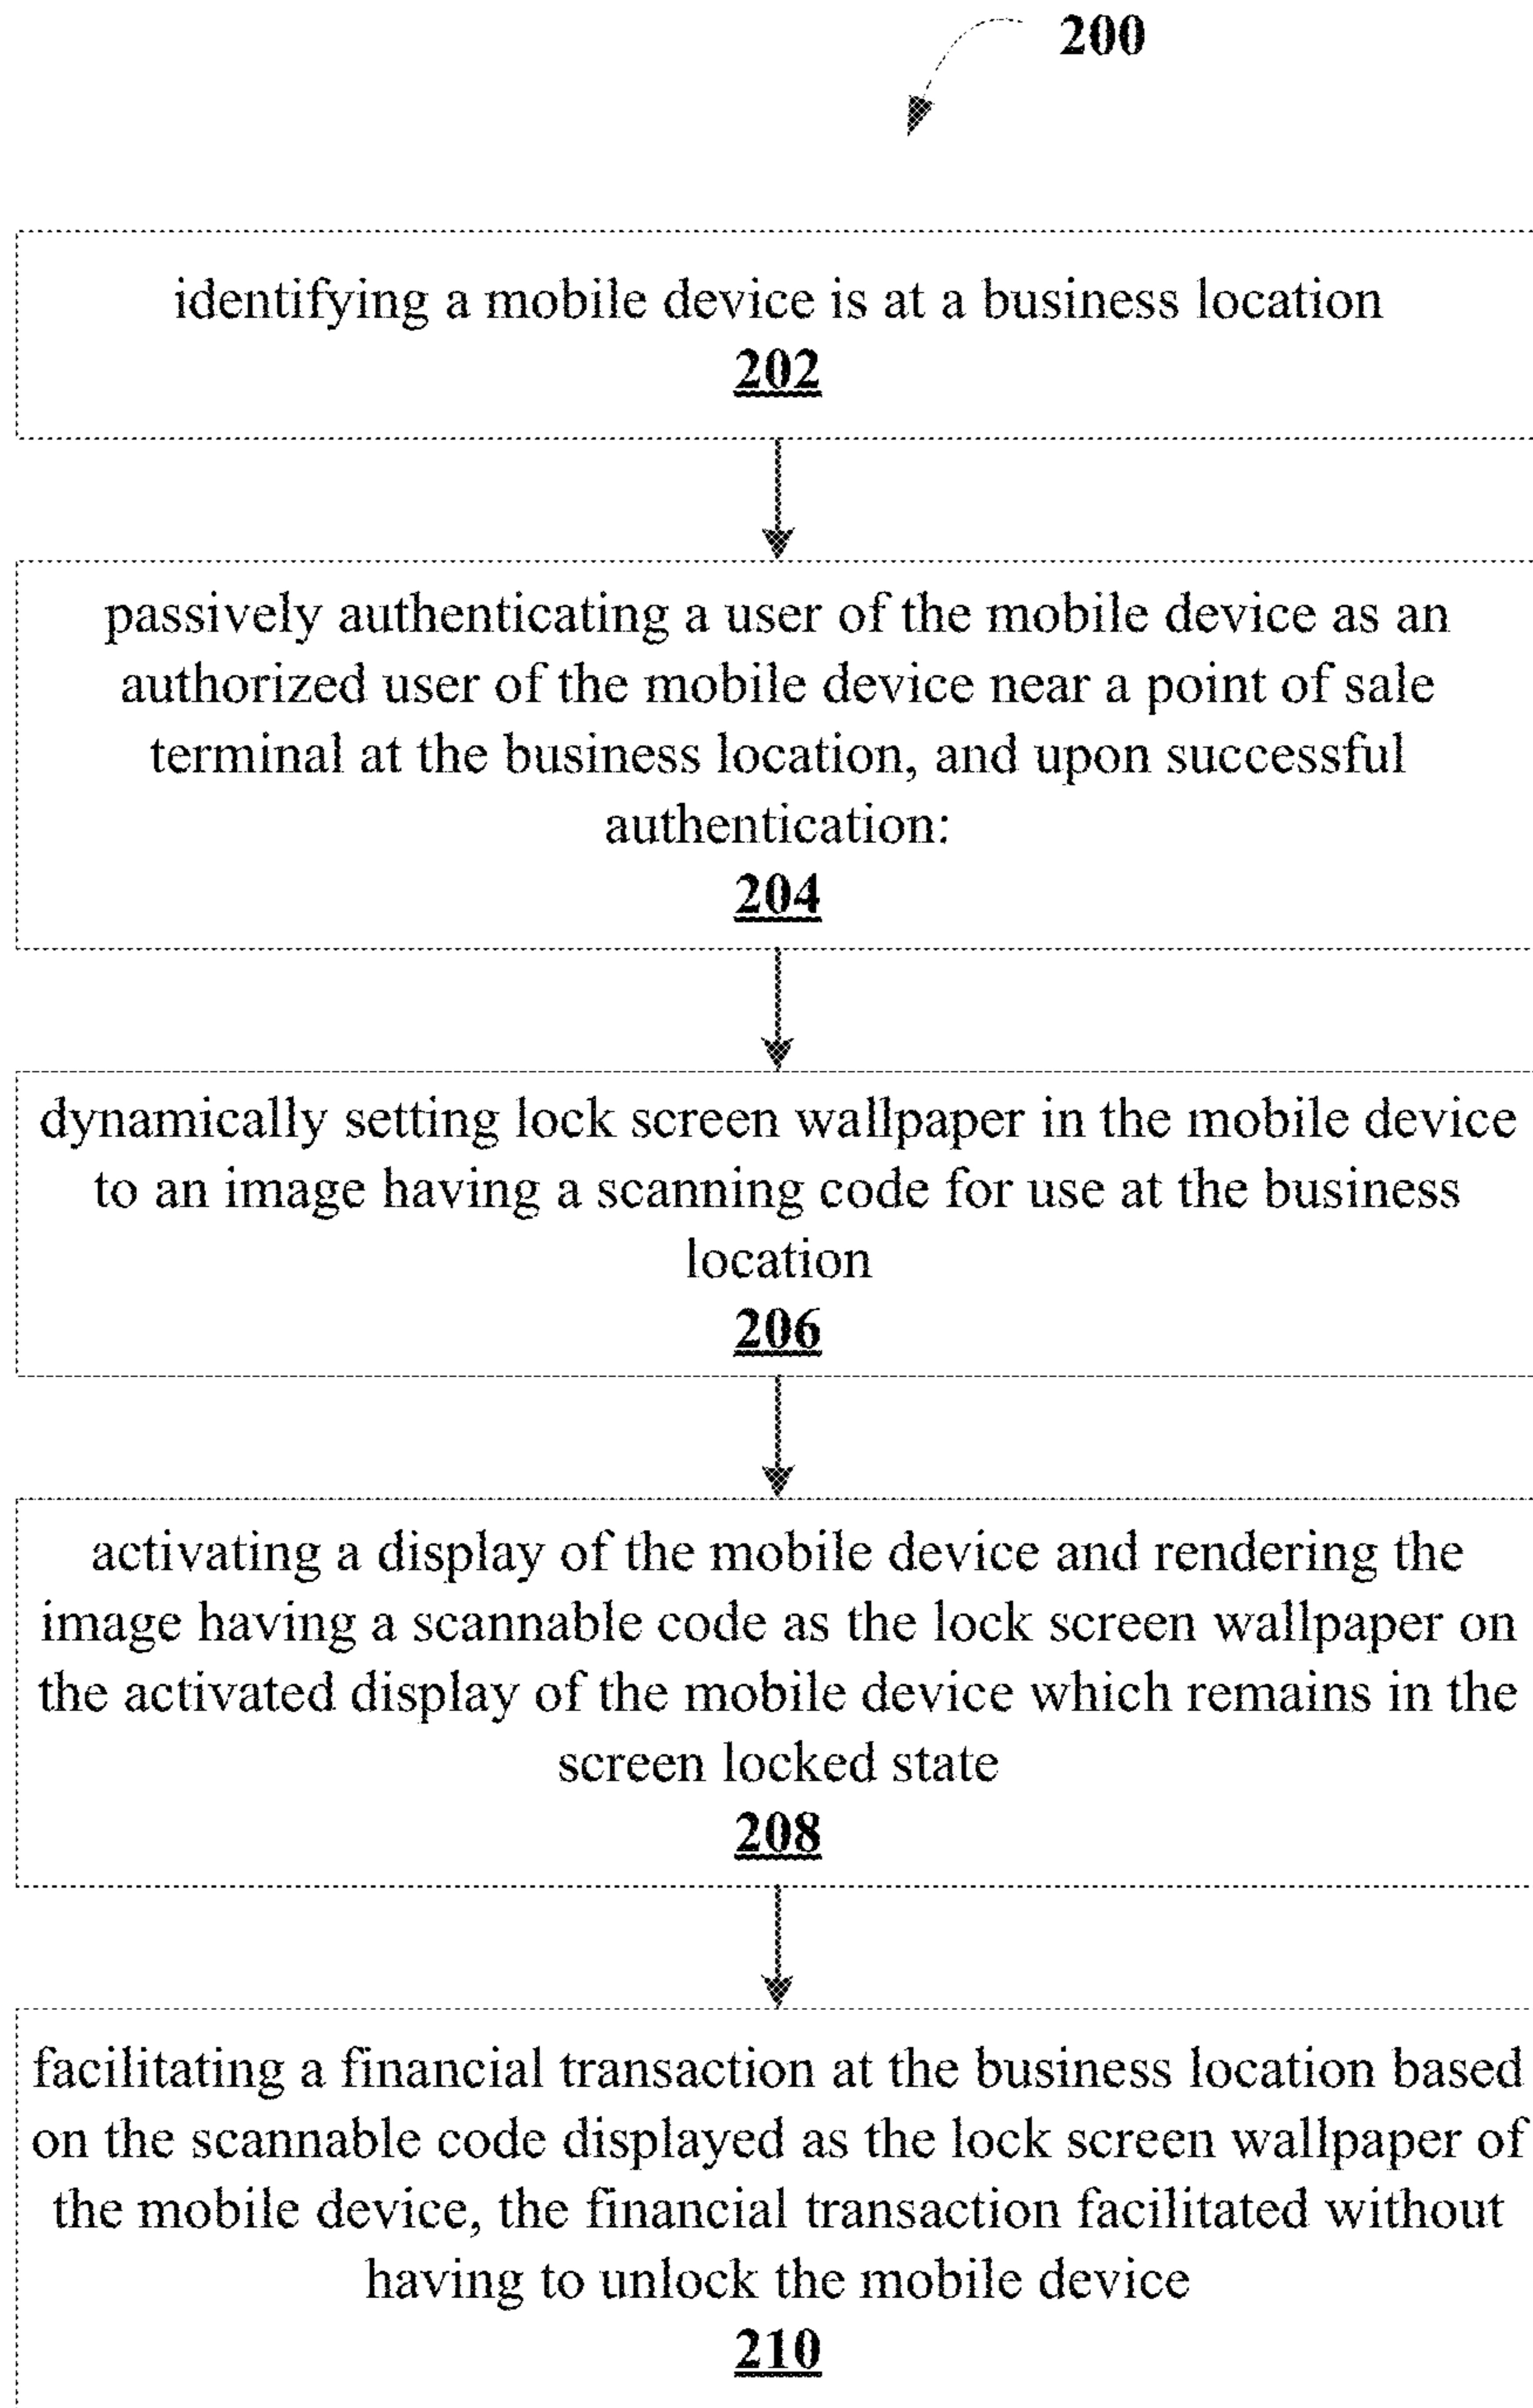 200
identifying a mobile device is at a business location
202
passively authenticating a user of the mobile device as an
authorized user of the mobile device near a point of sale
terminal at the business location, and upon successful
authentication:
204
dynamically setting lock screen wallpaper in the mobile device
to an image having a scanning code for use at the business
location
206
activating a display of the mobile device and rendering the
image having a scannable code as the lock screen wallpaper on
the activated display of the mobile device which remains in the
screen locked state
208
facilitating a financial transaction at the business location based
on the scannable code displayed as the lock screen wallpaper of
the mobile device, the financial transaction facilitated without
having to unlock the mobile device
210